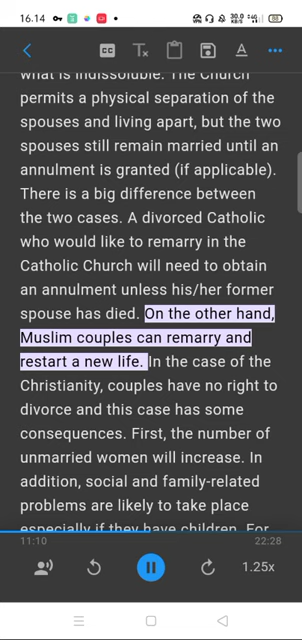 16.14
30.0
KB/S
4G
what is indissoluble. The Church
permits a physical separation of the
spouses and living apart, but the two
spouses still remain married until an
annulment is granted (if applicable).
There is a big difference between
the two cases. A divorced Catholic
who would like to remarry in the
Catholic Church will need to obtain
an annulment unless his/her former
spouse has died. On the other hand,
Muslim couples can remarry and
restart a new life. In the case of the
Christianity, couples have no right to
divorce and this case has some
consequences. First, the number of
unmarried women will increase. In
addition, social and family-related
problems are likely to take place
especially if they have children. For
11:10
22:28
1.25x